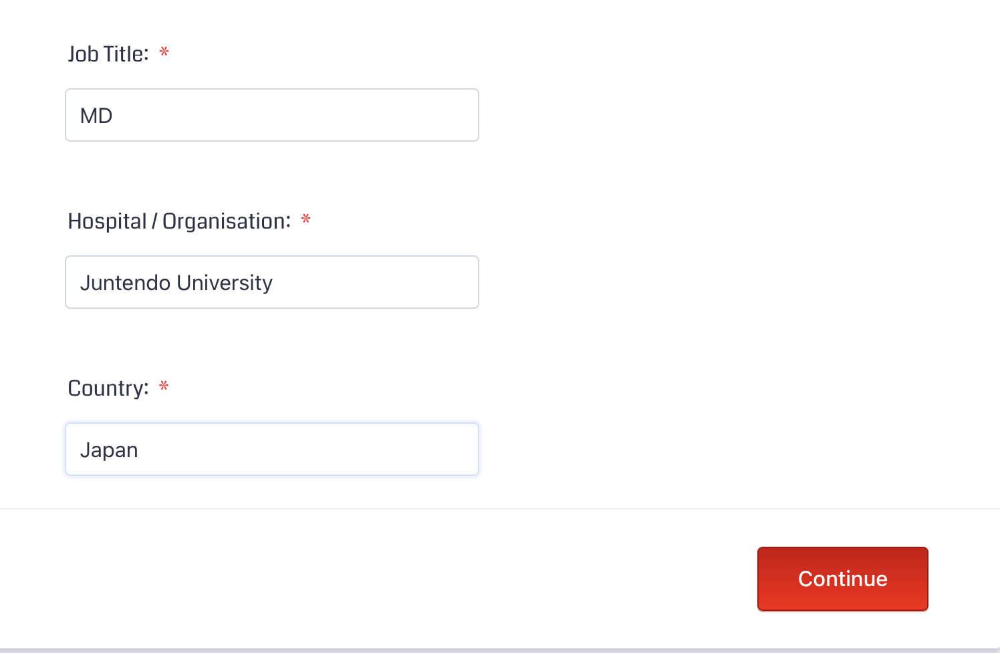 Job Title: *
MD
Hospital / Organisation: *
Juntendo University
Country: *
Japan
Continue